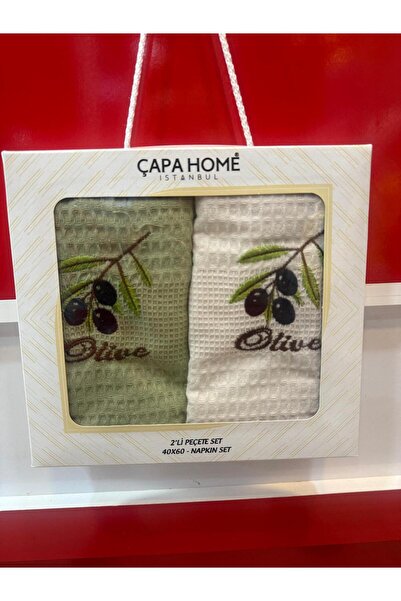 ÇAPA HOME
ISTANBUL
Olive
Olive
2'Lİ PEÇETE SET
40X60 - NAPKIN SET